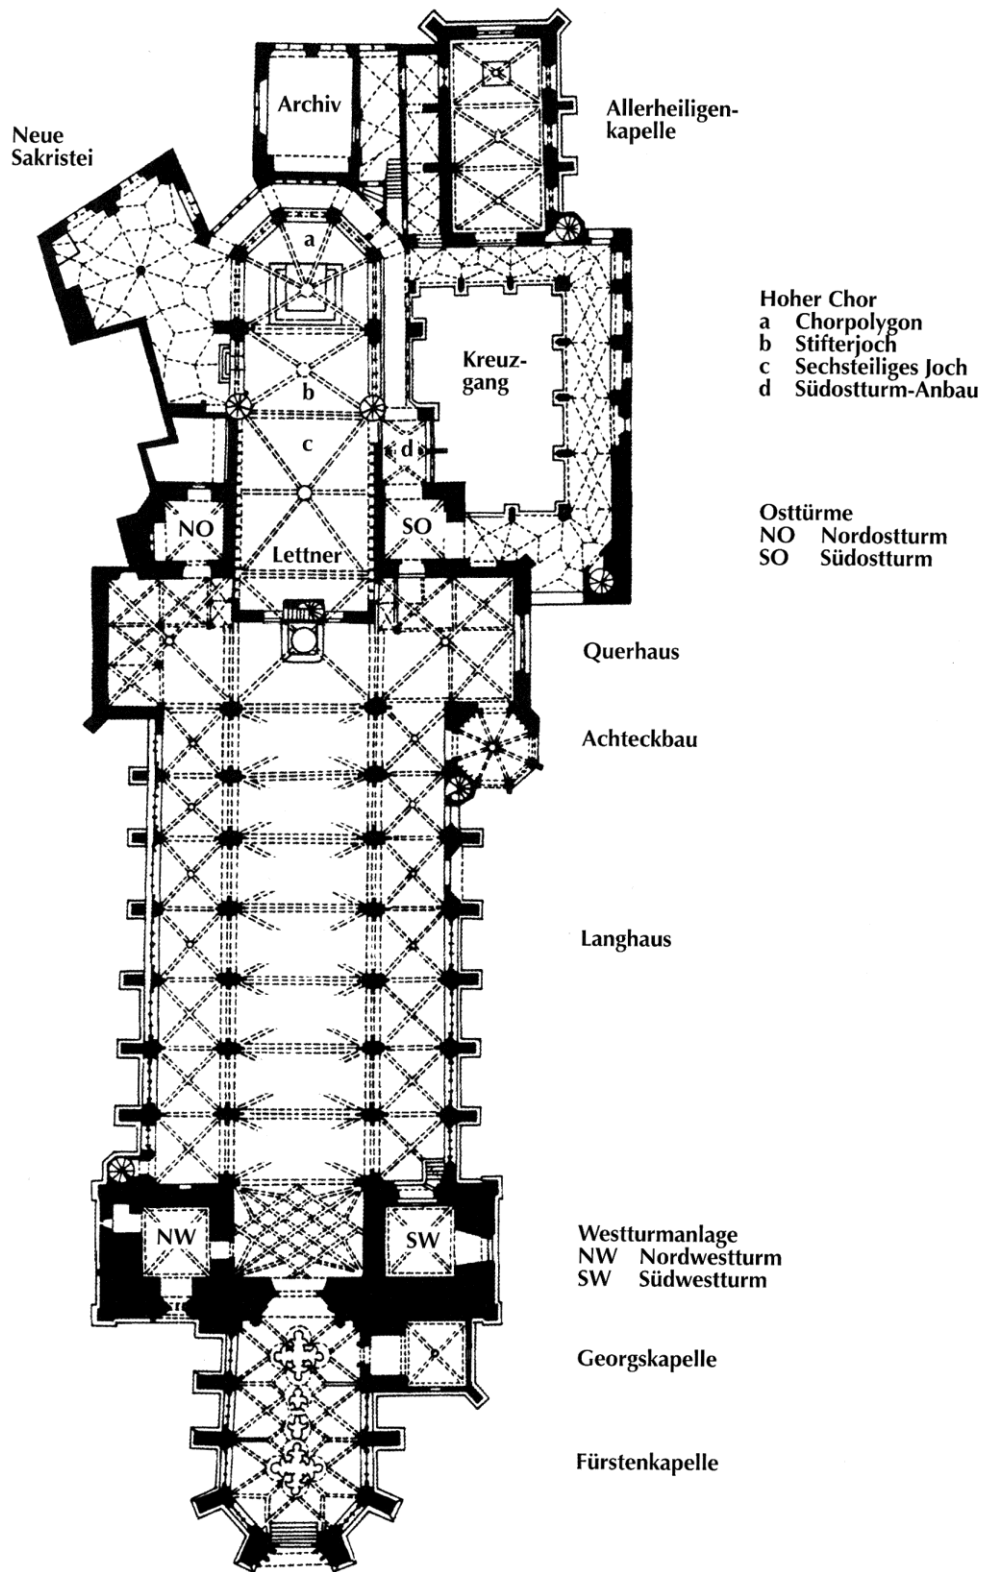 Archiv
Allerheiligen-
kapelle
Neue
Sakristei
a
Hoher Chor
a Chorpolygon
b Stifterjoch
c Sechsteiliges Joch
d Südostturm-Anbau
Kreuz-
gang
b
c
d
NO
SO
Osttürme
NO Nordostturm
SO Südostturm
Lettner
Querhaus
Achteckbau
Langhaus
NW
SW
Westturmanlage
NW Nordwestturm
SW Südwestturm
Georgskapelle
Fürstenkapelle